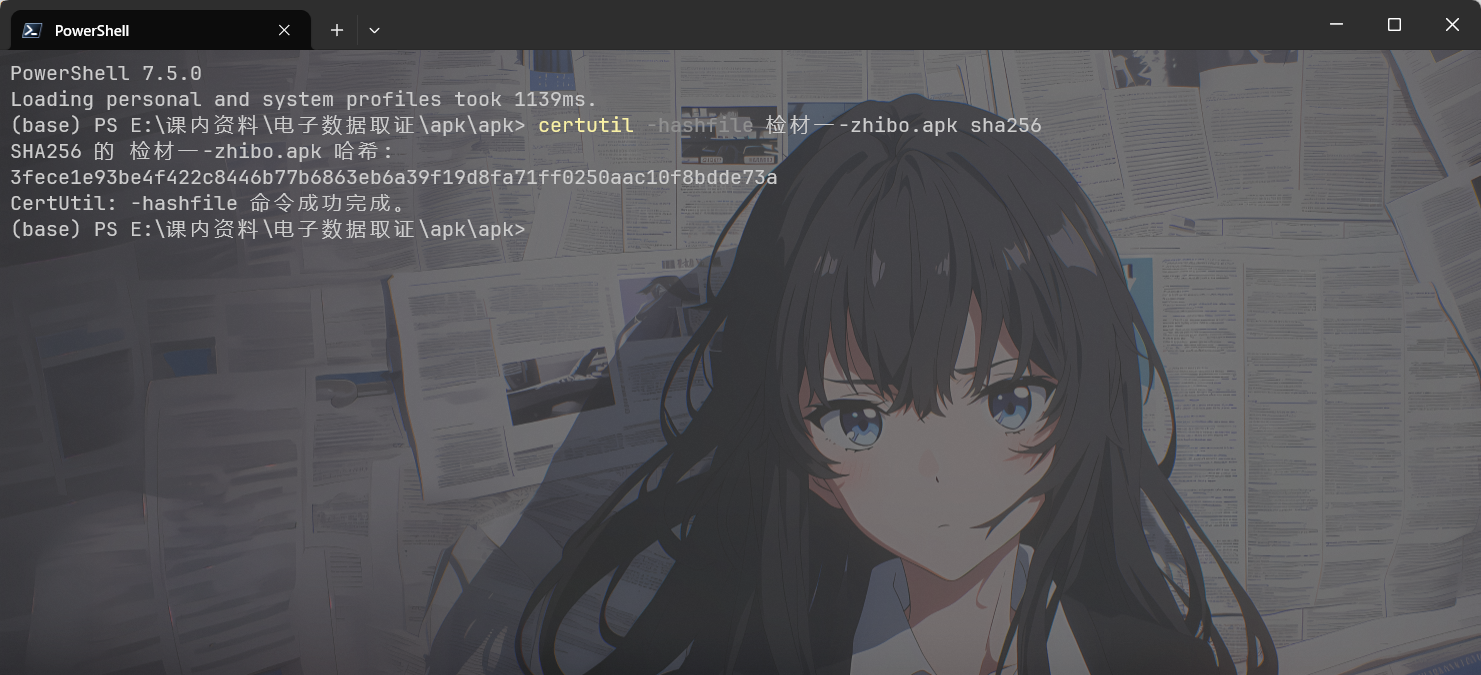 PowerShell
PowerShell 7.5.0
Loading personal and system profiles took 1139ms.
(base) PS E:\课内资料\电子数据取证\apk\apk> certutil -hashfile 检材一-zhibo.apk sha256
SHA256 的 检材一-zhibo.apk 哈希:
3fece1e93be4f422c8446b77b6863eb6a39f19d8fa71ff0250aac10f8bdde73a
CertUtil: -hashfile 命令成功完成。
(base) PS E:\课内资料\电子数据取证\apk\apk>